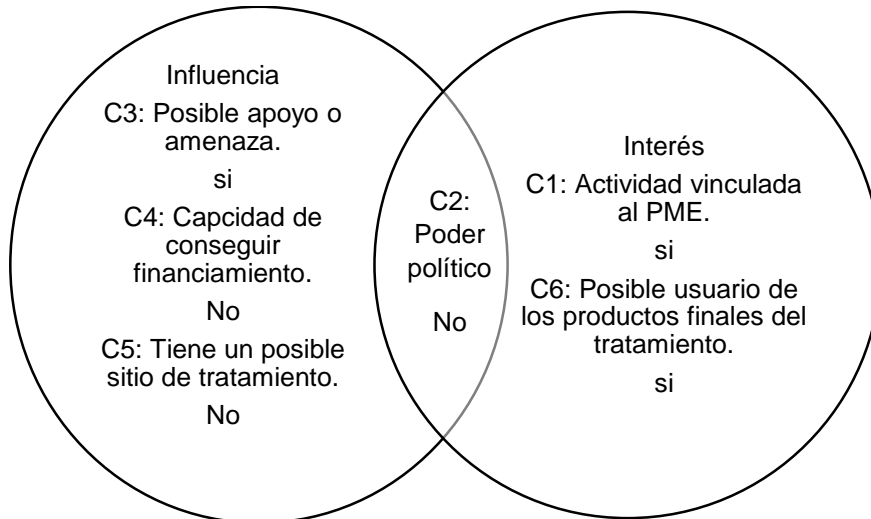 Influencia
C3: Posible apoyo o
amenaza.
si
C4: Capcidad de
conseguir
financiamiento.
No
C5: Tiene un posible
sitio de tratamiento.
No
C2:
Poder
político
No
Interés
C1: Actividad vinculada
al PME.
si
C6: Posible usuario de
los productos finales del
tratamiento.
si